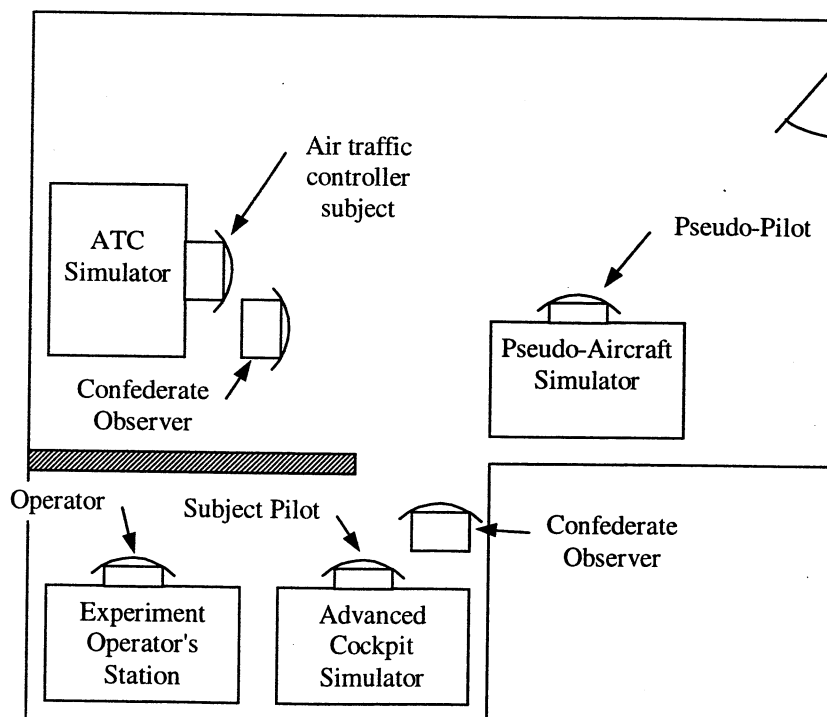 Air traffic
controller
subject
ATC
Simulator
Pseudo-Pilot
Pseudo-Aircraft
Simulator
Confederate
Observer
Operator
Subject Pilot
Confederate
Observer
Experiment
Operator's
Station
Advanced
Cockpit
Simulator